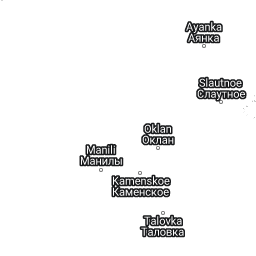 Ayanka
Аянка
Slautnoe
Слаутное
Oklan
Оклан
Manili
Манилы
Kamenskoe
Каменское
Talovka
Таловка